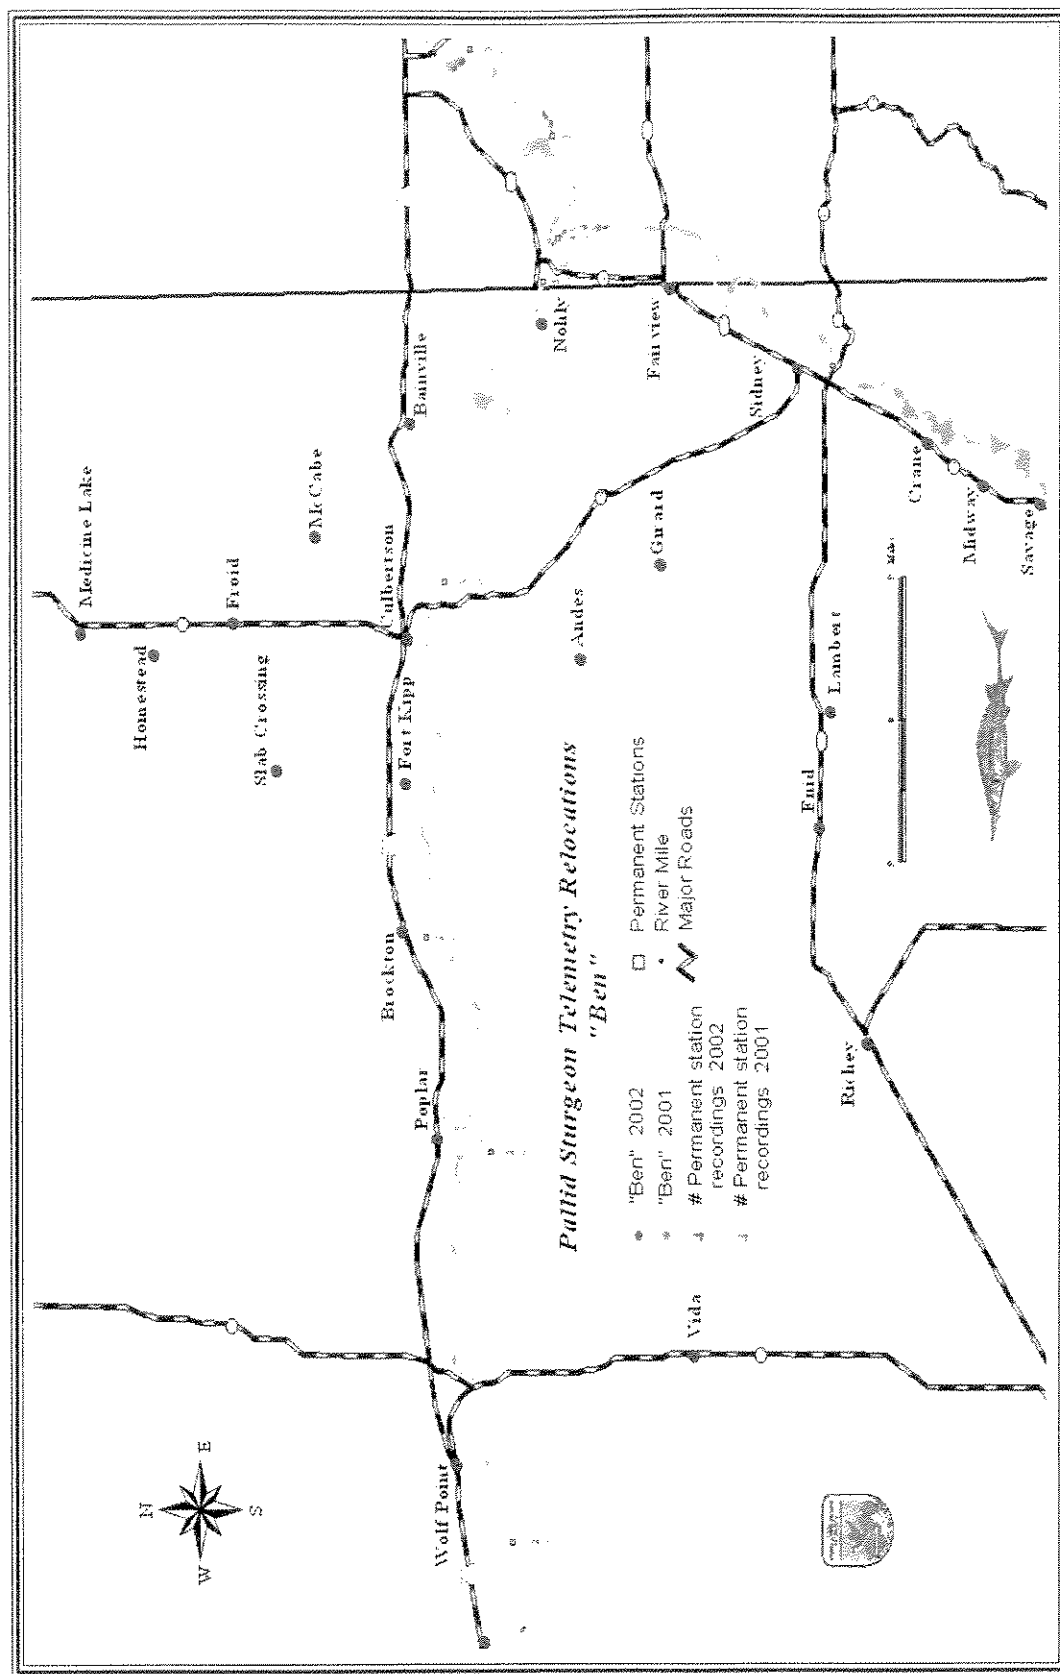 N
W
E
S
Medicine Lake
Homestead
Froid
Slab Crossing
McCabe
Culbertson
Bainville
Fort Kipp
Brockton
Poplar
Wolf Point
Nohly
Fairview
Sidney
Andes
Girard
Vida
Pallid Sturgeon Telemetry Relocations
"Ben"
"Ben" 2002
"Ben" 2001
# Permanent station
recordings 2002
# Permanent station
recordings 2001
Permanent Stations
River Mile
Major Roads
Enid
Lambert
Richey
Crane
Midway
Savage